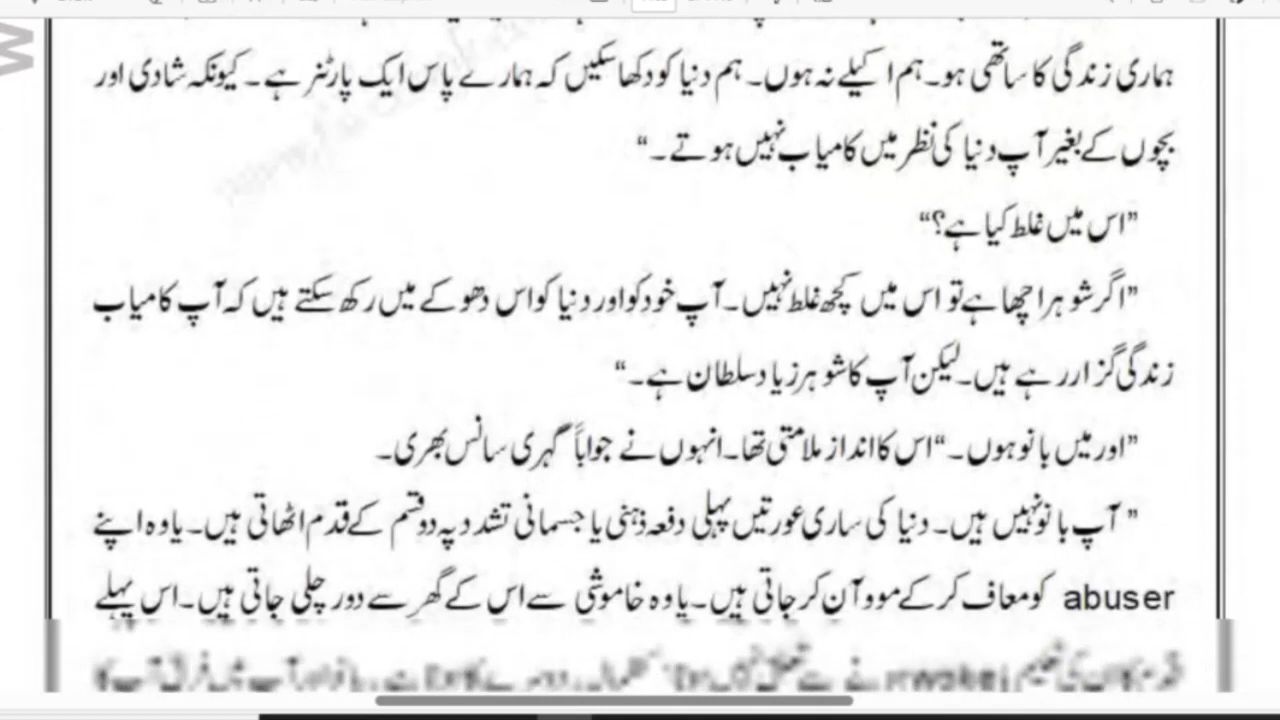 ہماری زندگی کا ساتھی ہو۔ ہم اکیلے نہ ہوں۔ ہم دنیا کو دکھا سکیں کہ ہمارے پاس ایک پارٹنر ہے۔ کیونکہ شادی اور
بچوں کے بغیر آپ دنیا کی نظر میں کامیاب نہیں ہوتے۔“
”اس میں غلط کیا ہے؟“
”اگر شوہر اچھا ہے تو اس میں کچھ غلط نہیں۔ آپ خود کو اور دنیا کو اس دھوکے میں رکھ سکتے ہیں کہ آپ کامیاب
زندگی گزار رہے ہیں۔ لیکن آپ کا شوہر زیاد سلطان ہے۔“
”اور میں بانو ہوں۔“ اس کا انداز ملامتی تھا۔ انہوں نے جواباً گہری سانس بھری۔
”آپ بانو نہیں ہیں۔ دنیا کی ساری عورتیں پہلی دفعہ ذہنی یا جسمانی تشدد پہ دو قسم کے قدم اٹھاتی ہیں۔ یا وہ اپنے
abuser کو معاف کر کے موو آن کر جاتی ہیں۔ یا وہ خاموشی سے اس کے گھر سے دور چلی جاتی ہیں۔ اس پہلے